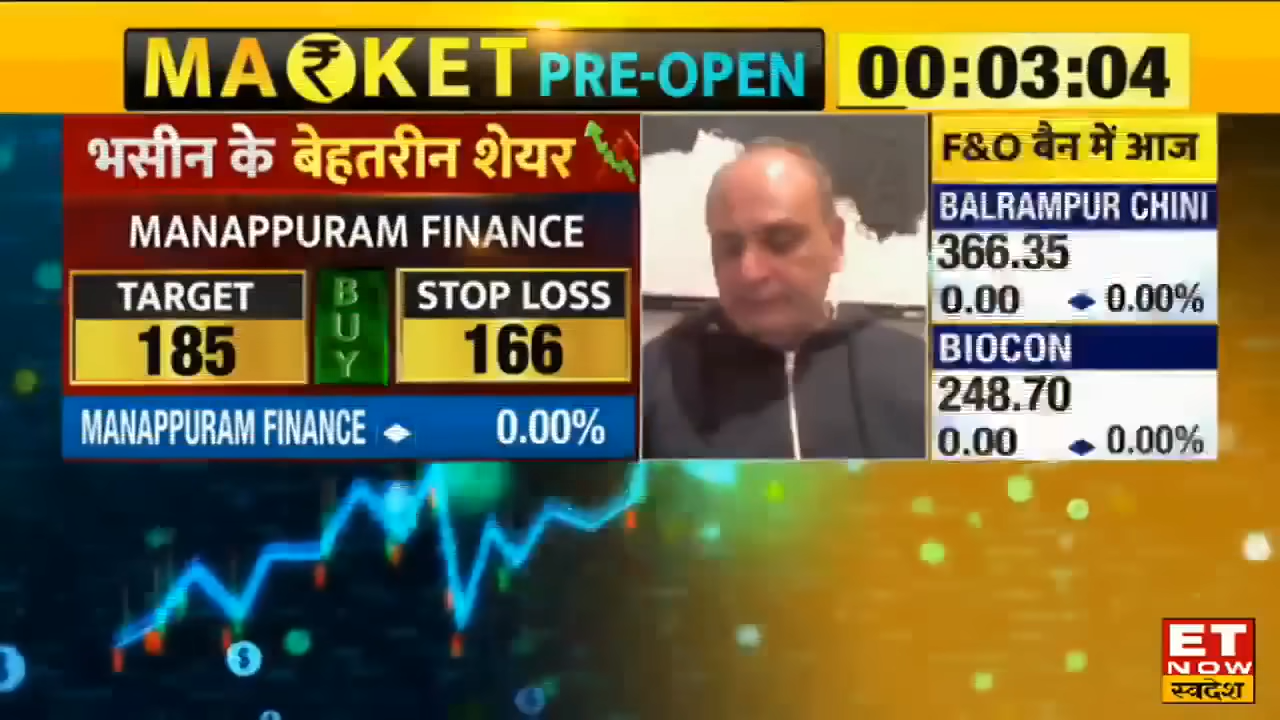 MA₹KET PRE-OPEN
00:03:04
भसीन के बेहतरीन शेयर
MANAPPURAM FINANCE
TARGET
185
BUY
STOP LOSS
166
MANAPPURAM FINANCE 0.00%
F&O बैन में आज
BALRAMPUR CHINI
366.35
0.00 0.00%
BIOCON
248.70
0.00 0.00%
$
ET
NOW
स्वदेश